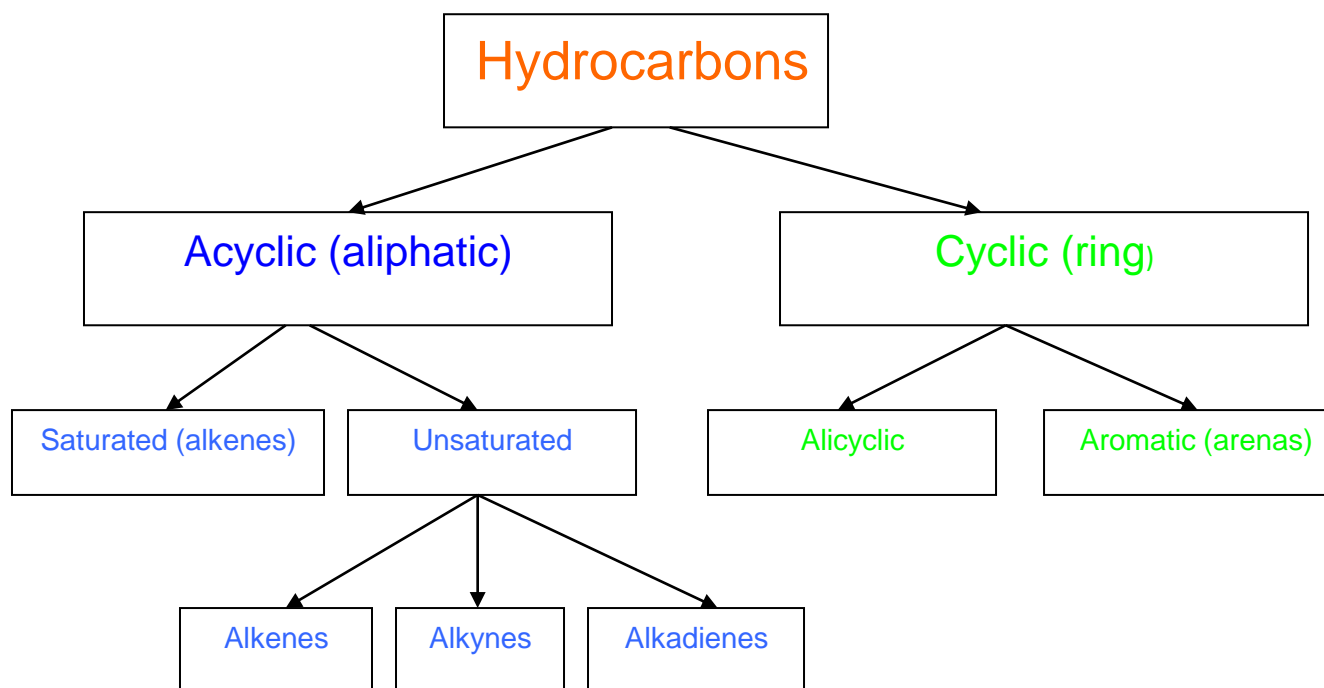 Hydrocarbons
Acyclic (aliphatic)
Cyclic (ring)
Saturated (alkenes)
Unsaturated
Alicyclic
Aromatic (arenas)
Alkenes
Alkynes
Alkadienes